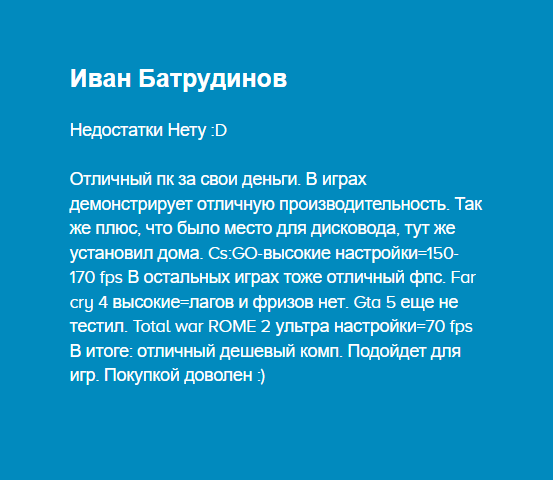 Иван Батрудинов
Недостатки Нету :D
Отличный пк за свои деньги. В играх
демонстрирует отличную производительность. Так
же плюс, что было место для дисковода, тут же
установил дома. Cs:GO-высокие настройки=150-
170 fps В остальных играх тоже отличный фпс. Far
cry 4 высокие=лагов и фризов нет. Gta 5 еще не
тестил. Total war ROME 2 ультра настройки=70 fps
В итоге: отличный дешевый комп. Подойдет для
игр. Покупкой доволен :)